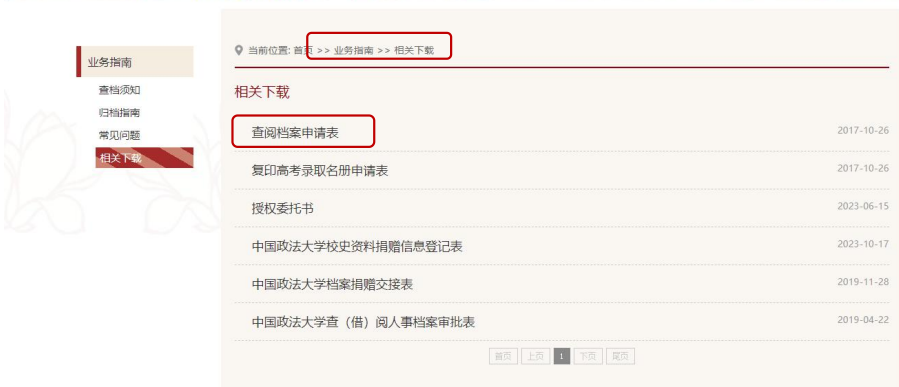 业务指南
查档须知
归档指南
常见问题
相关下载
当前位置: 首页 >> 业务指南 >> 相关下载
相关下载
查阅档案申请表 2017-10-26
复印高考录取名册申请表 2017-10-26
授权委托书 2023-06-15
中国政法大学校史资料捐赠信息登记表 2023-10-17
中国政法大学档案捐赠交接表 2019-11-28
中国政法大学查（借）阅人事档案审批表 2019-04-22
首页 上页 1 下页 尾页